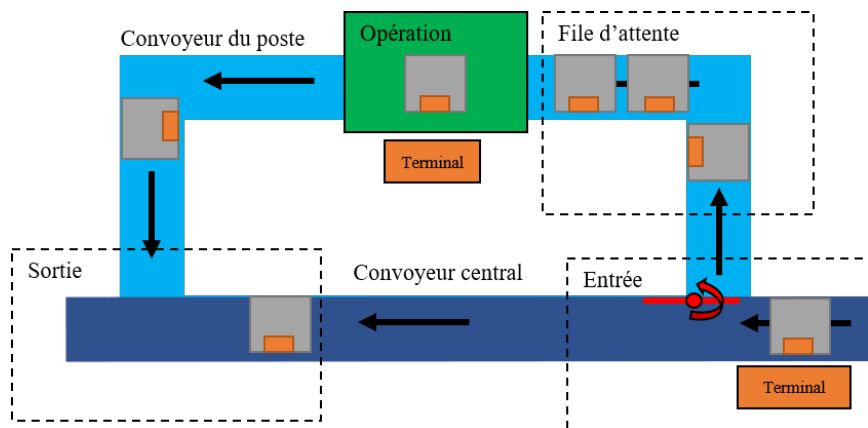 Convoyeur du poste
Opération
File d’attente
Terminal
Sortie
Convoyeur central
Entrée
Terminal